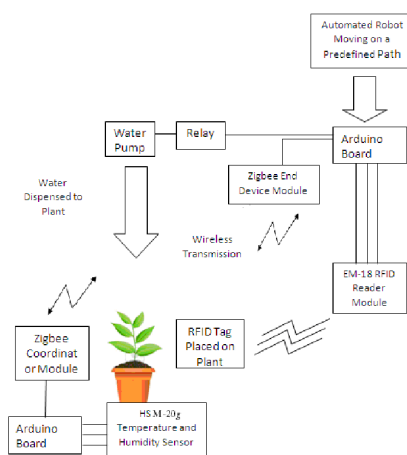 Automated Robot
Moving on a
Predefined Path
Water
Pump
Relay
Arduino
Board
Zigbee End
Device Module
Water
Dispensed to
Plant
Wireless
Transmission
EM-18 RFID
Reader
Module
Zigbee
Coordinat
or Module
RFID Tag
Placed on
Plant
Arduino
Board
HSM-20g
Temperature and
Humidity Sensor